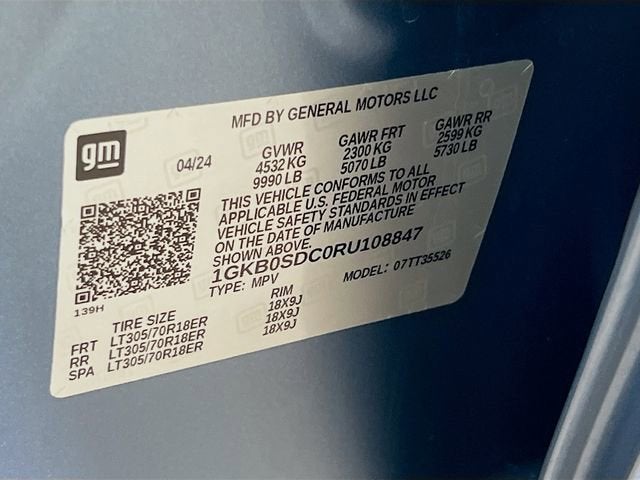 MFD BY GENERAL MOTORS LLC
gm
04/24
GVWR GAWR FRT GAWR RR
4532 KG 2300 KG 2599 KG
9990 LB 5070 LB 5730 LB
THIS VEHICLE CONFORMS TO ALL
APPLICABLE U.S. FEDERAL MOTOR
VEHICLE SAFETY STANDARDS IN EFFECT
ON THE DATE OF MANUFACTURE
SHOWN ABOVE.
1GKB0SDC0RU108847
TYPE: MPV MODEL: 07TT35526
139H
TIRE SIZE RIM
FRT LT305/70R18ER 18X9J
RR LT305/70R18ER 18X9J
SPA LT305/70R18ER 18X9J